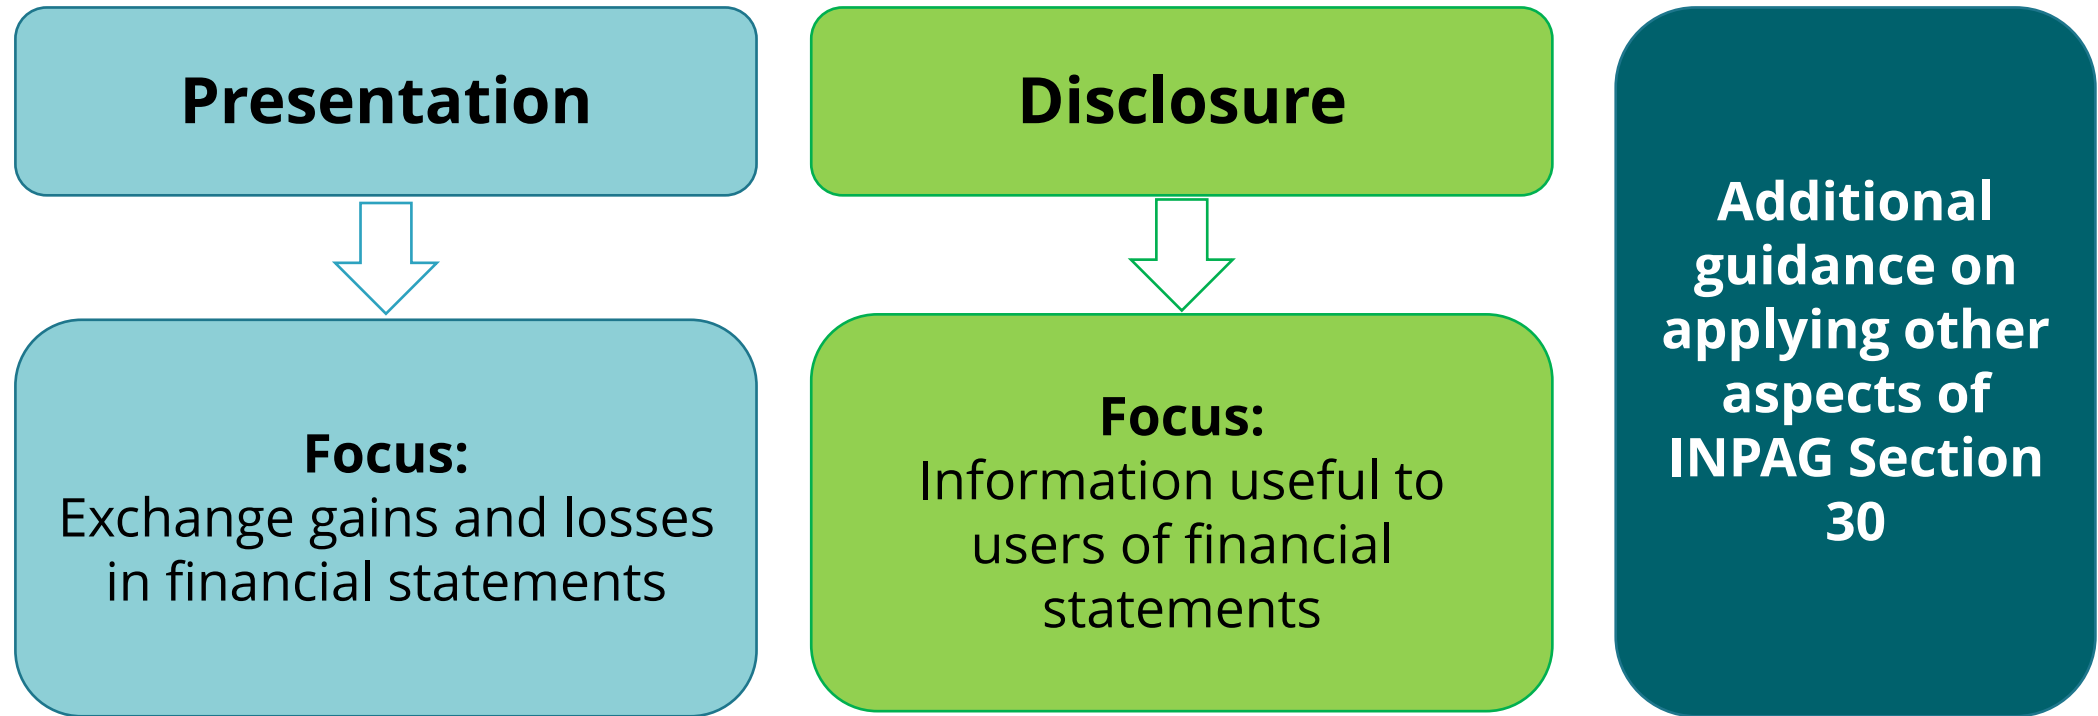 Presentation
Focus:
Exchange gains and losses
in financial statements
Disclosure
Focus:
Information useful to
users of financial
statements
Additional
guidance on
applying other
aspects of
INPAG Section
30